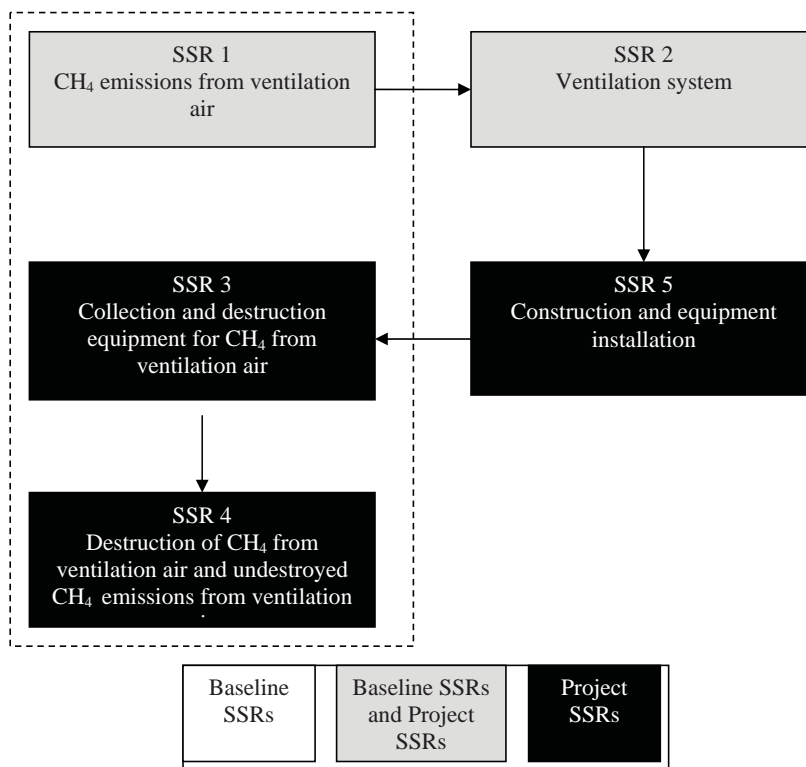 SSR 1
CH₄ emissions from ventilation
air
SSR 2
Ventilation system
SSR 3
Collection and destruction
equipment for CH₄ from
ventilation air
SSR 5
Construction and equipment
installation
SSR 4
Destruction of CH₄ from
ventilation air and undestroyed
CH₄ emissions from ventilation
.
Baseline
SSRs
Baseline SSRs
and Project
SSRs
Project
SSRs